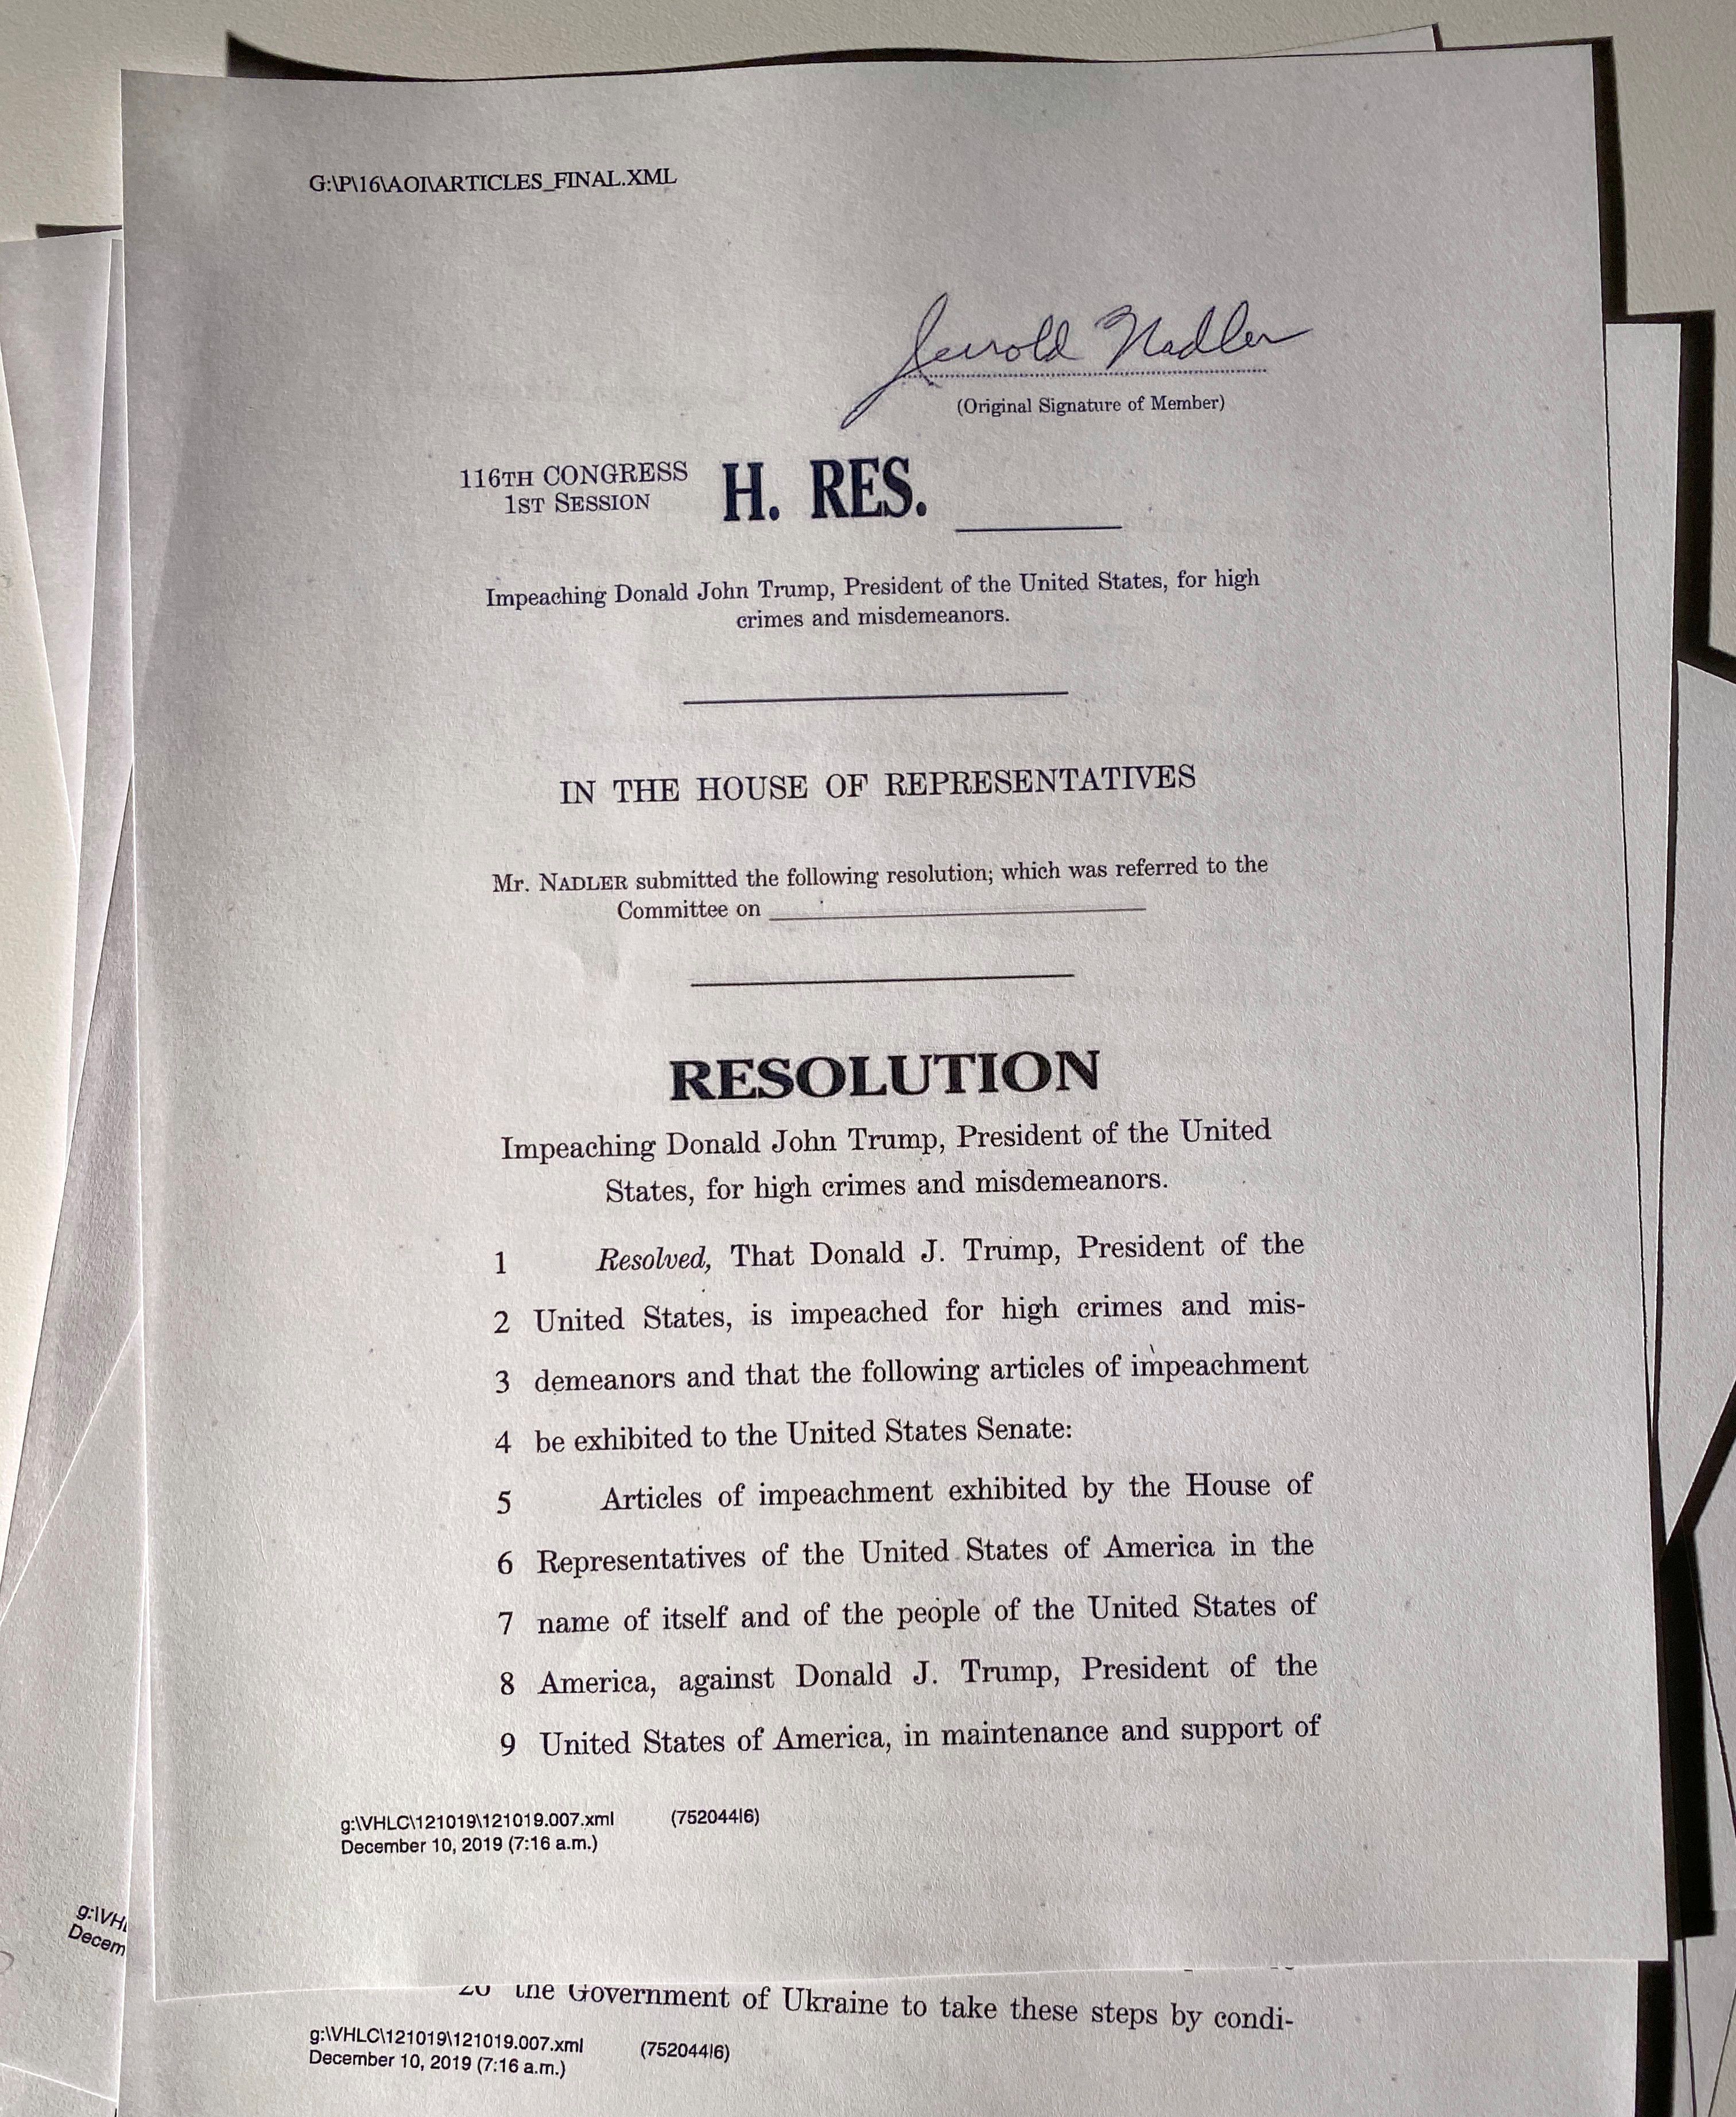 G:\P\16\AOI\ARTICLES_FINAL.XML
Jerrold Nadler
(Original Signature of Member)
116TH CONGRESS
1ST SESSION
H. RES.
Impeaching Donald John Trump, President of the United States, for high
crimes and misdemeanors.
IN THE HOUSE OF REPRESENTATIVES
Mr. NADLER submitted the following resolution; which was referred to the
Committee on
RESOLUTION
Impeaching Donald John Trump, President of the United
States, for high crimes and misdemeanors.
1 Resolved, That Donald J. Trump, President of the
2 United States, is impeached for high crimes and mis-
3 demeanors and that the following articles of impeachment
4 be exhibited to the United States Senate:
5 Articles of impeachment exhibited by the House of
6 Representatives of the United States of America in the
7 name of itself and of the people of the United States of
8 America, against Donald J. Trump, President of the
9 United States of America, in maintenance and support of
g:\VHLC\121019\121019.007.xml (752044|6)
December 10, 2019 (7:16 a.m.)
g:\VH
Decem
the Government of Ukraine to take these steps by condi-
g:\VHLC\121019\121019.007.xml (752044|6)
December 10, 2019 (7:16 a.m.)